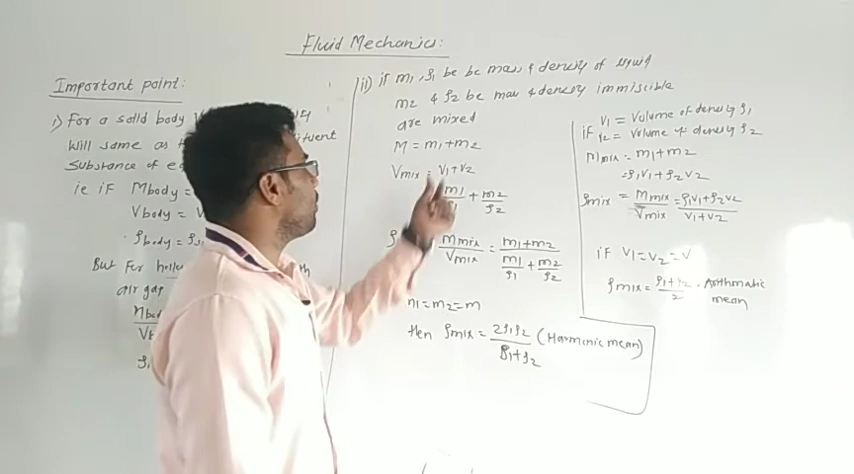 Fluid Mechanics:
Important point:
1) For a solid body
Will same as
Substance of
ie if Mbody =
Vbody =
ρbody =
But For
air gap
ii) if m1, ρ1 be be mass & density of liquid
m2 & ρ2 be mass & density immiscible
are mixed
M = m1+m2
Vmix = V1+V2
m1 + m2/ρ2
Mmix/Vmix = (m1+m2)/(m1/ρ1 + m2/ρ2)
m1 = m2 = m
then ρmix = 2ρ1ρ2/(ρ1+ρ2) (Harmonic mean)
if V1 = Volume of density ρ1
V2 = Volume of density ρ2
Mmix = m1+m2
= ρ1V1+ρ2V2
ρmix = Mmix/Vmix = (ρ1V1+ρ2V2)/(V1+V2)
if V1=V2=V
ρmix = (ρ1+ρ2)/2 - Arithmatic
mean